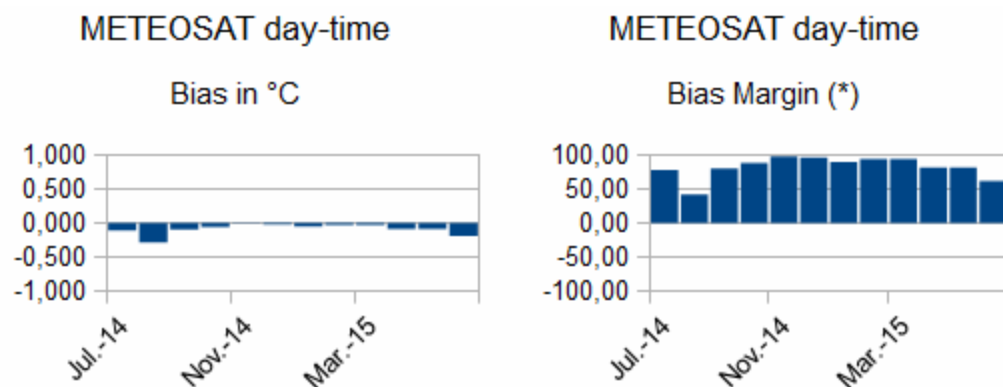 METEOSAT day-time
Bias in °C
1,000
0,500
0,000
-0,500
-1,000
Jul.-14
Nov.-14
Mar.-15
METEOSAT day-time
Bias Margin (*)
100,00
50,00
0,00
-50,00
-100,00
Jul.-14
Nov.-14
Mar.-15